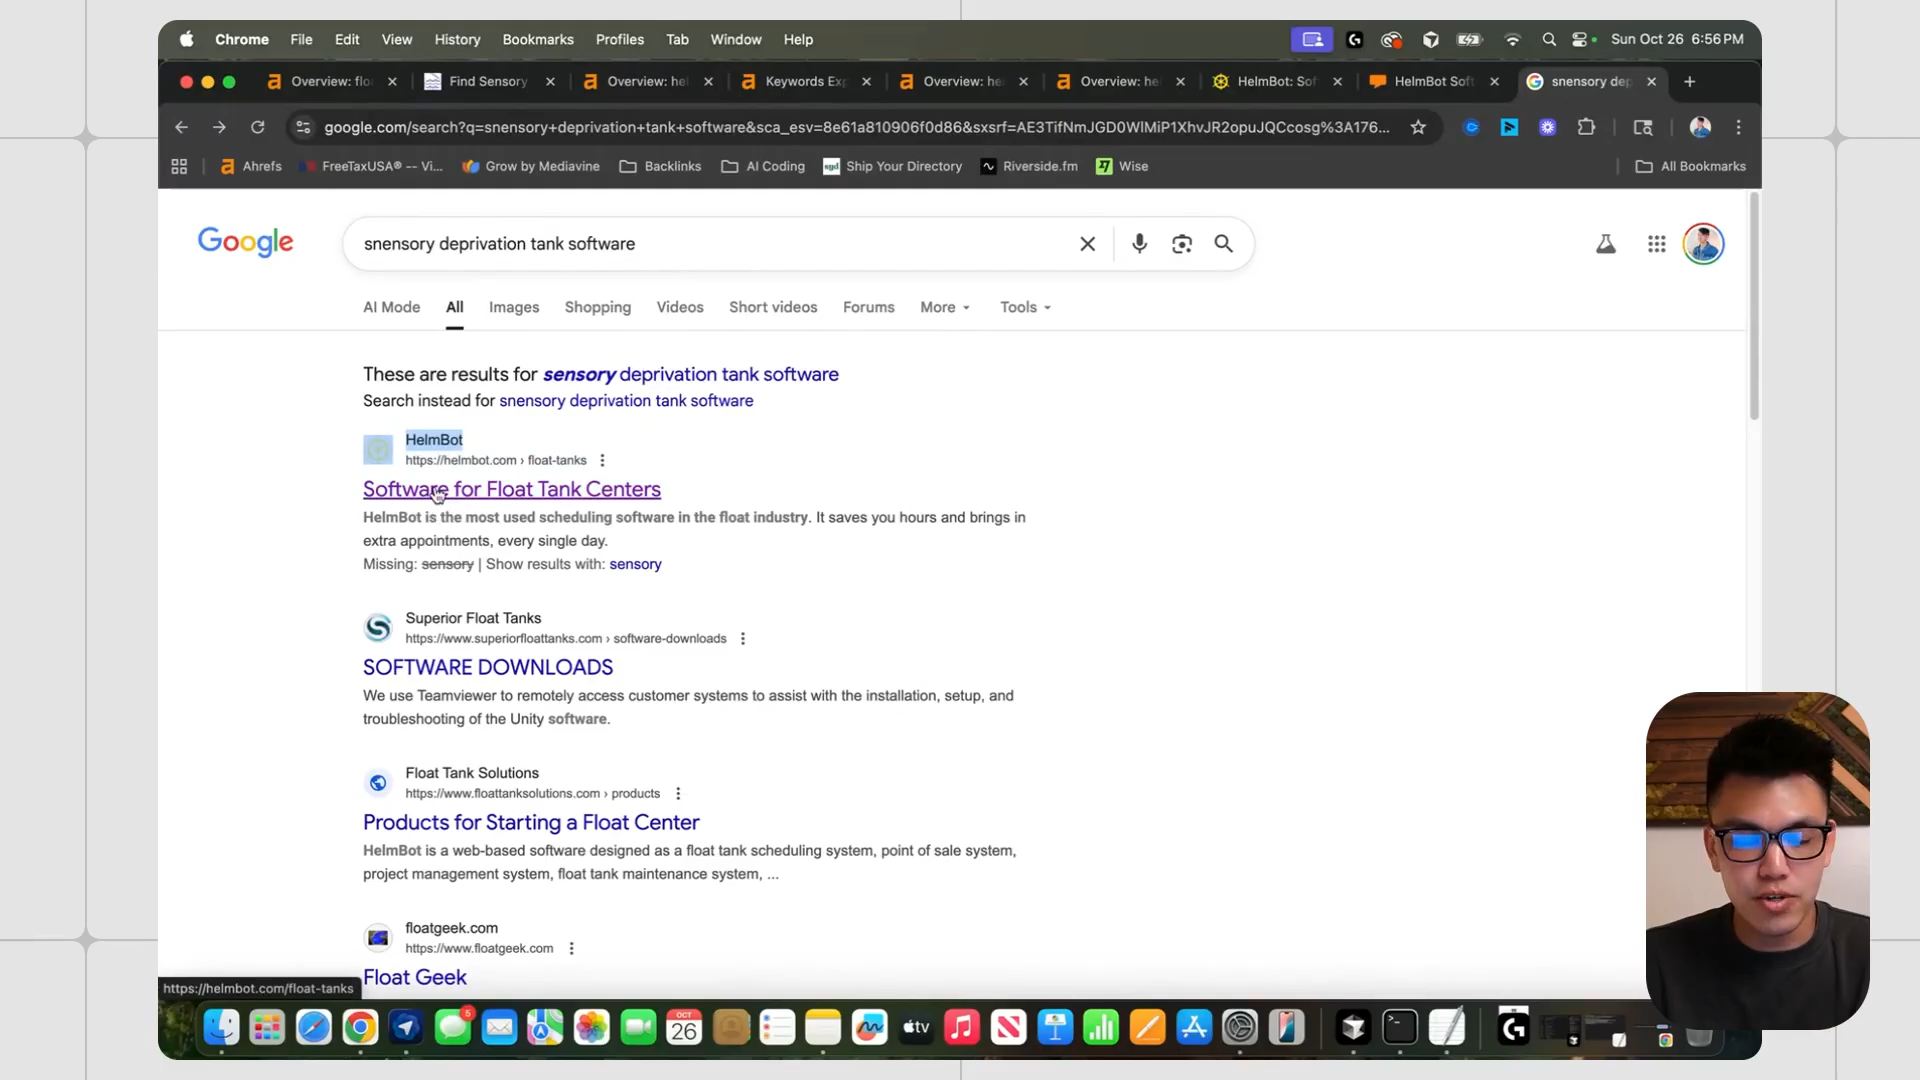 Chrome File Edit View History Bookmarks Profiles Tab Window Help Sun Oct 26 6:56 PM
Overview: flo Find Sensory Overview: he Keywords Exp Overview: he Overview: he HelmBot: Sof HelmBot Soft snensory dep
google.com/search?q=snensory+deprivation+tank+software&sca_esv=8e61a810906f0d86&sxsrf=AE3TifNmJGD0WlMiP1XhvJR2opuJQCcosg%3A176...
Ahrefs FreeTaxUSA® -- Vi... Grow by Mediavine Backlinks AI Coding Ship Your Directory Riverside.fm Wise All Bookmarks
Google snensory deprivation tank software
AI Mode All Images Shopping Videos Short videos Forums More Tools
These are results for sensory deprivation tank software
Search instead for snensory deprivation tank software
HelmBot
https://helmbot.com › float-tanks
Software for Float Tank Centers
HelmBot is the most used scheduling software in the float industry. It saves you hours and brings in
extra appointments, every single day.
Missing: sensory | Show results with: sensory
Superior Float Tanks
https://www.superiorfloattanks.com › software-downloads
SOFTWARE DOWNLOADS
We use Teamviewer to remotely access customer systems to assist with the installation, setup, and
troubleshooting of the Unity software.
Float Tank Solutions
https://www.floattanksolutions.com › products
Products for Starting a Float Center
HelmBot is a web-based software designed as a float tank scheduling system, point of sale system,
project management system, float tank maintenance system, ...
floatgeek.com
https://www.floatgeek.com
Float Geek
https://helmbot.com/float-tanks
5
OCT
26
tv